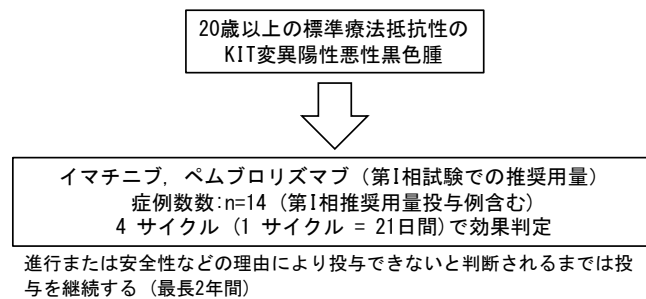 20歳以上の標準療法抵抗性の
KIT変異陽性悪性黒色腫
イマチニブ, ペムブロリズマブ (第I相試験での推奨用量)
症例数数:n=14 (第I相推奨用量投与例含む)
4 サイクル (1 サイクル = 21日間)で効果判定
進行または安全性などの理由により投与できないと判断されるまでは投
与を継続する (最長2年間)